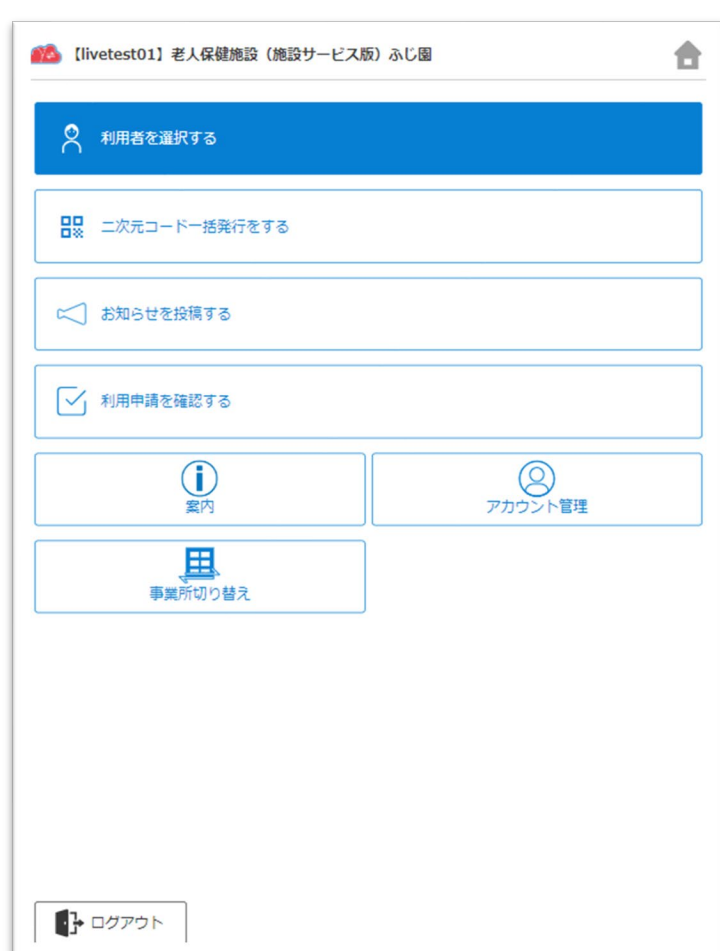 【livetest01】老人保健施設（施設サービス版）ふじ園
利用者を選択する
二次元コード一括発行をする
お知らせを投稿する
利用申請を確認する
案内
アカウント管理
事業所切り替え
ログアウト